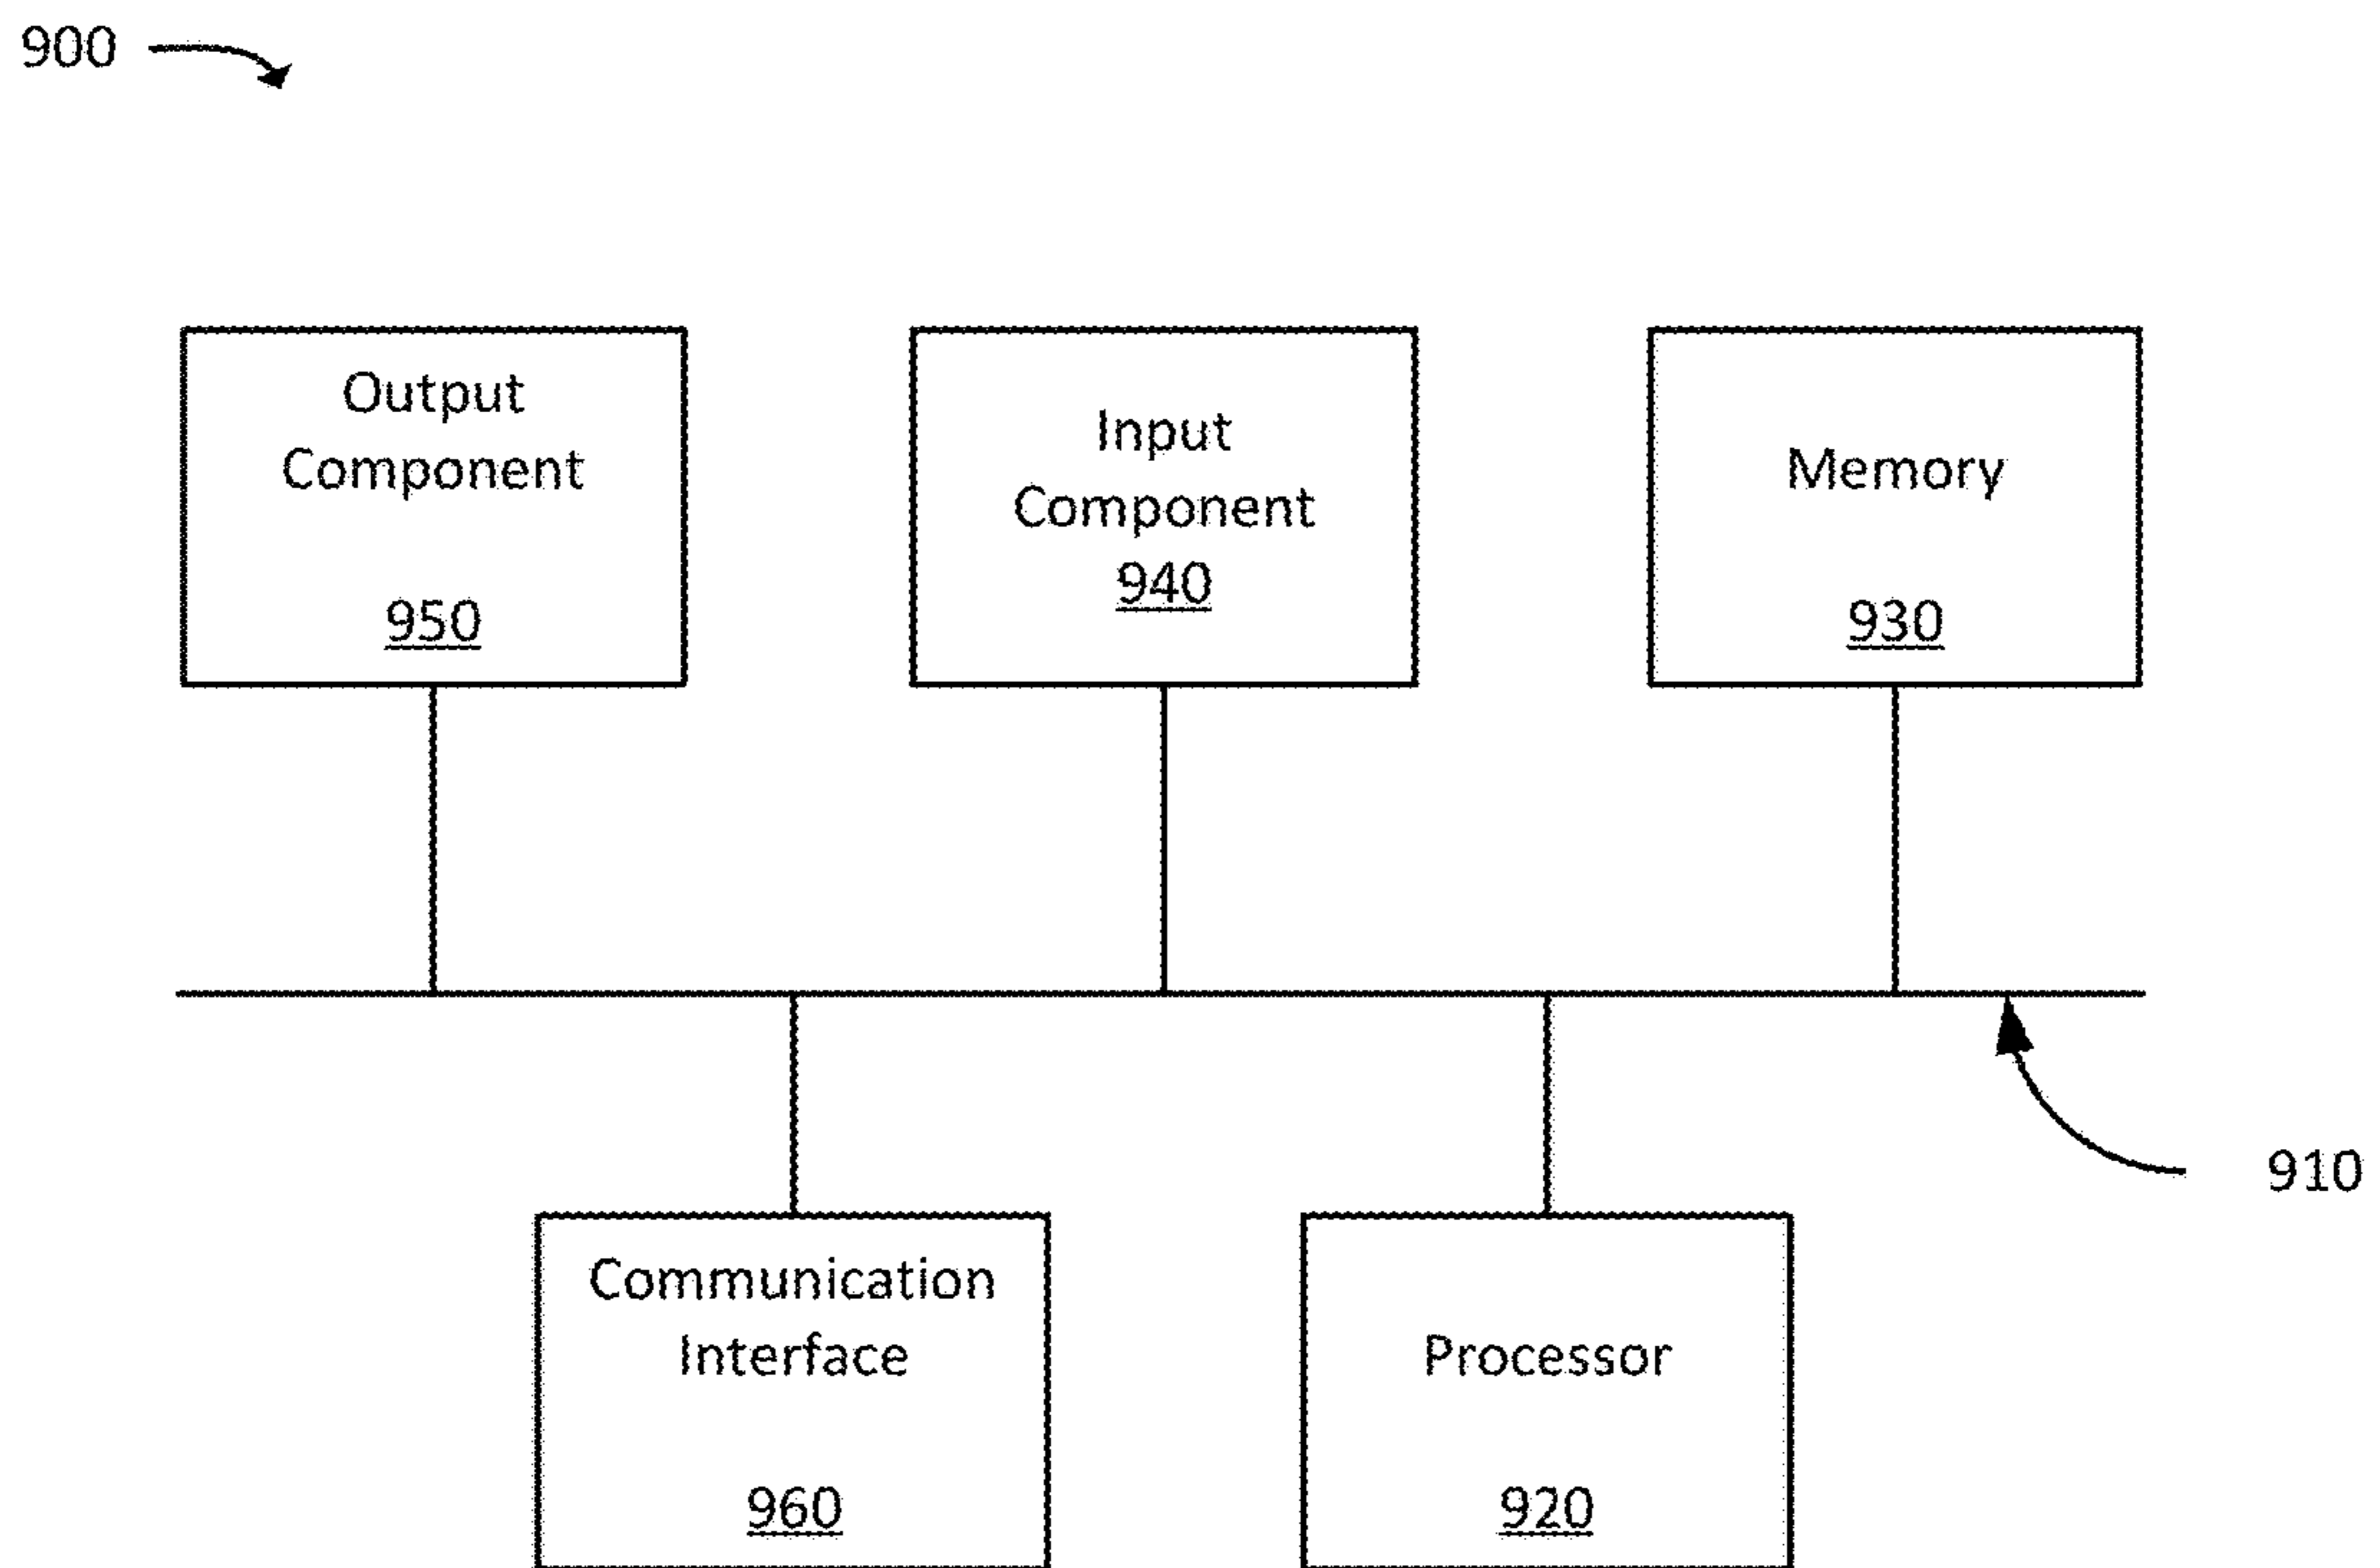 900
Output
Component
950
Input
Component
940
Memory
930
910
Communication
Interface
960
Processor
920